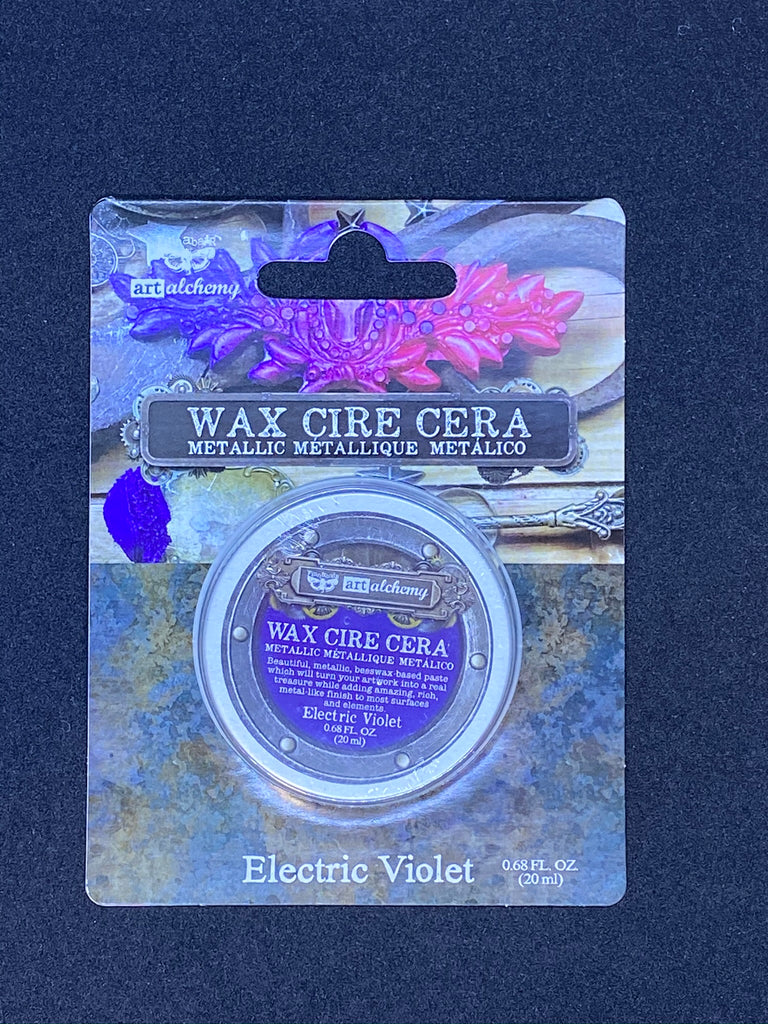 art alchemy
WAX CIRE CERA
METALLIC MÉTALLIQUE METÁLICO
art alchemy
WAX CIRE CERA
METALLIC MÉTALLIQUE METÁLICO
Beautiful, metallic, beeswax-based paste
which will turn your artwork into a real
treasure while adding amazing, rich,
metal-like finish to most surfaces
and elements.
Electric Violet
0.68 FL. OZ.
(20 ml)
Electric Violet
0.68 FL. OZ.
(20 ml)